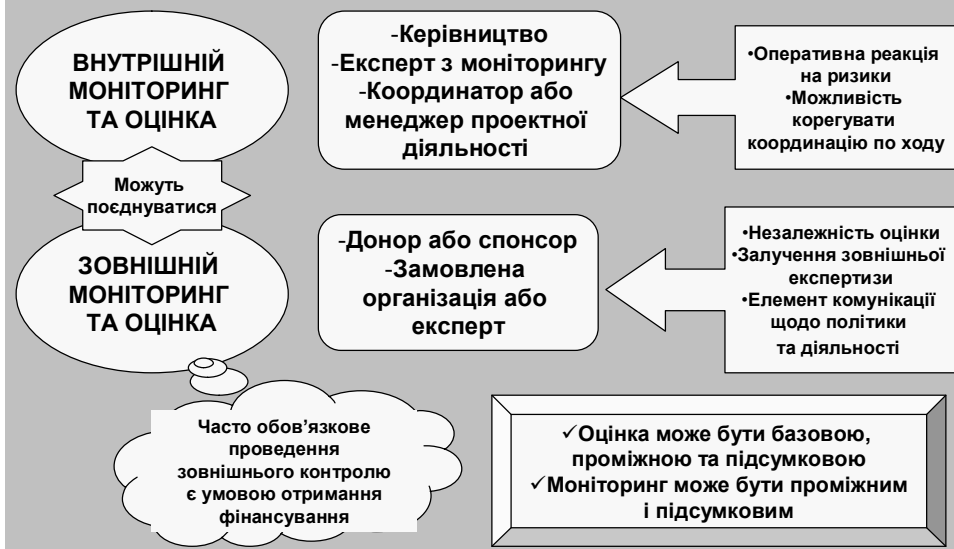 ВНУТРІШНІЙ
МОНІТОРИНГ
ТА ОЦІНКА
-Керівництво
-Експерт з моніторингу
-Координатор або
менеджер проектної
діяльності
•Оперативна реакція
на ризики
•Можливість
корегувати
координацію по ходу
Можуть
поєднуватися
ЗОВНІШНІЙ
МОНІТОРИНГ
ТА ОЦІНКА
-Донор або спонсор
-Замовлена
організація або
експерт
•Незалежність оцінки
•Залучення зовнішньої
експертизи
•Елемент комунікації
щодо політики
та діяльності
Часто обов’язкове
проведення
зовнішнього контролю
є умовою отримання
фінансування
✓Оцінка може бути базовою,
проміжною та підсумковою
✓Моніторинг може бути проміжним
і підсумковим